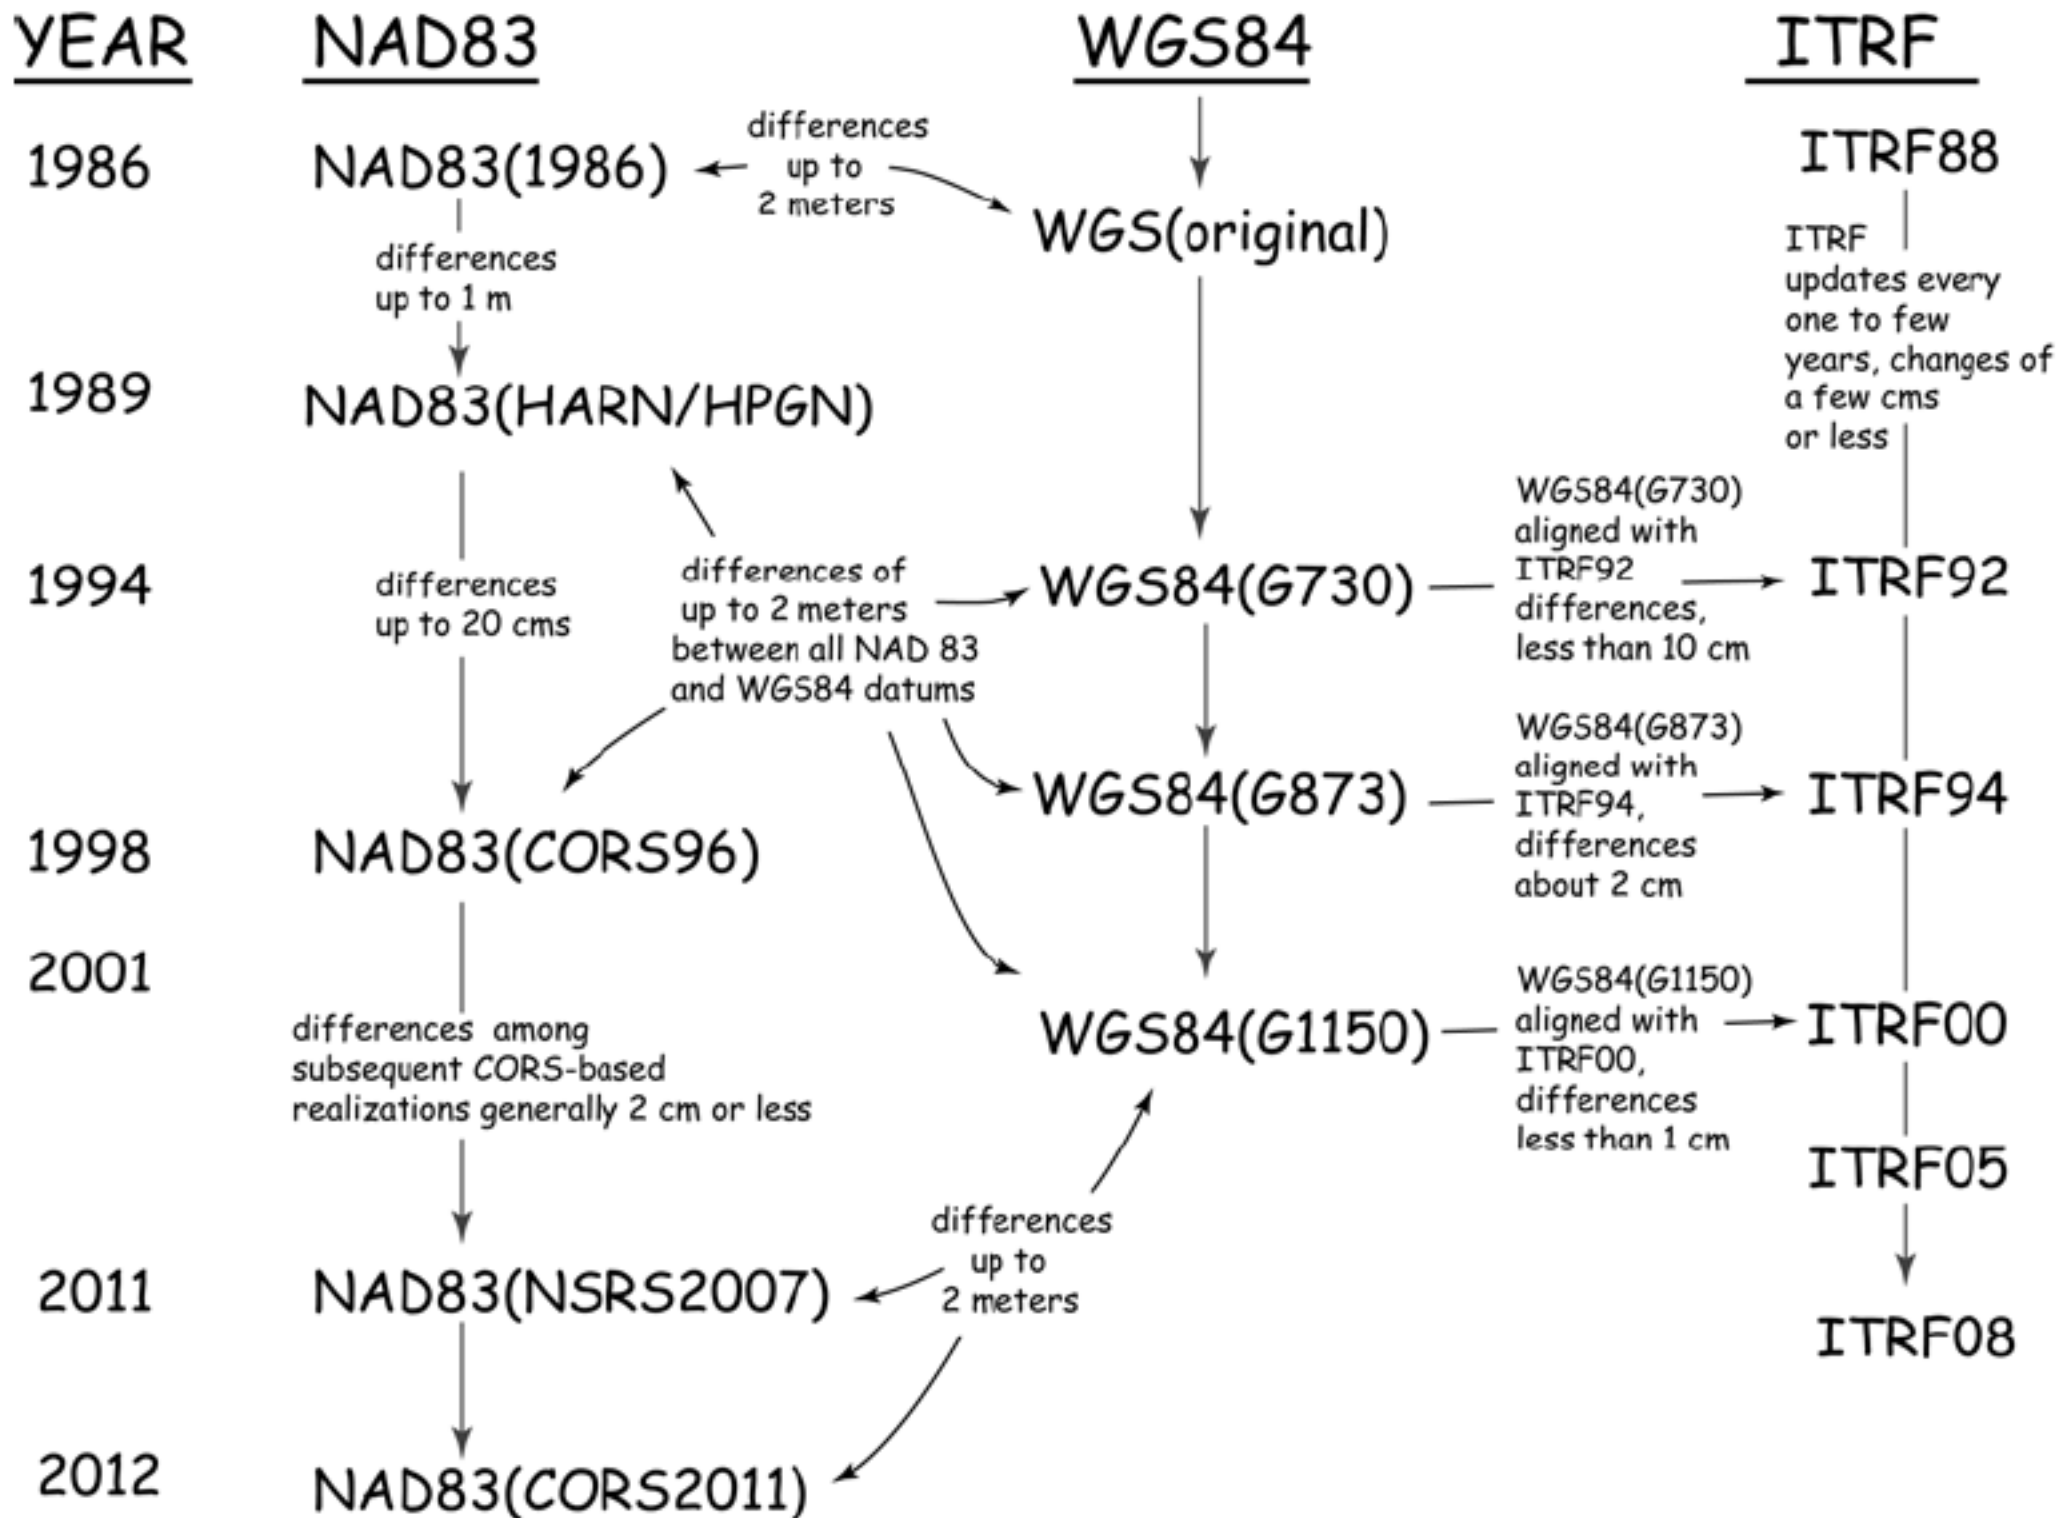 YEAR NAD83 WGS84 ITRF
1986
NAD83(1986)
differences
up to
2 meters
WGS(original)
ITRF88
differences
up to 1 m
ITRF
updates every
one to few
years, changes of
a few cms
or less
1989
NAD83(HARN/HPGN)
1994
differences
up to 20 cms
differences of
up to 2 meters
between all NAD 83
and WGS84 datums
WGS84(G730)
WGS84(G730)
aligned with
ITRF92
differences,
less than 10 cm
ITRF92
WGS84(G873)
WGS84(G873)
aligned with
ITRF94,
differences
about 2 cm
ITRF94
1998
NAD83(CORS96)
2001
differences among
subsequent CORS-based
realizations generally 2 cm or less
WGS84(G1150)
WGS84(G1150)
aligned with
ITRF00,
differences
less than 1 cm
ITRF00
ITRF05
differences
up to
2 meters
2011
NAD83(NSRS2007)
ITRF08
2012
NAD83(CORS2011)